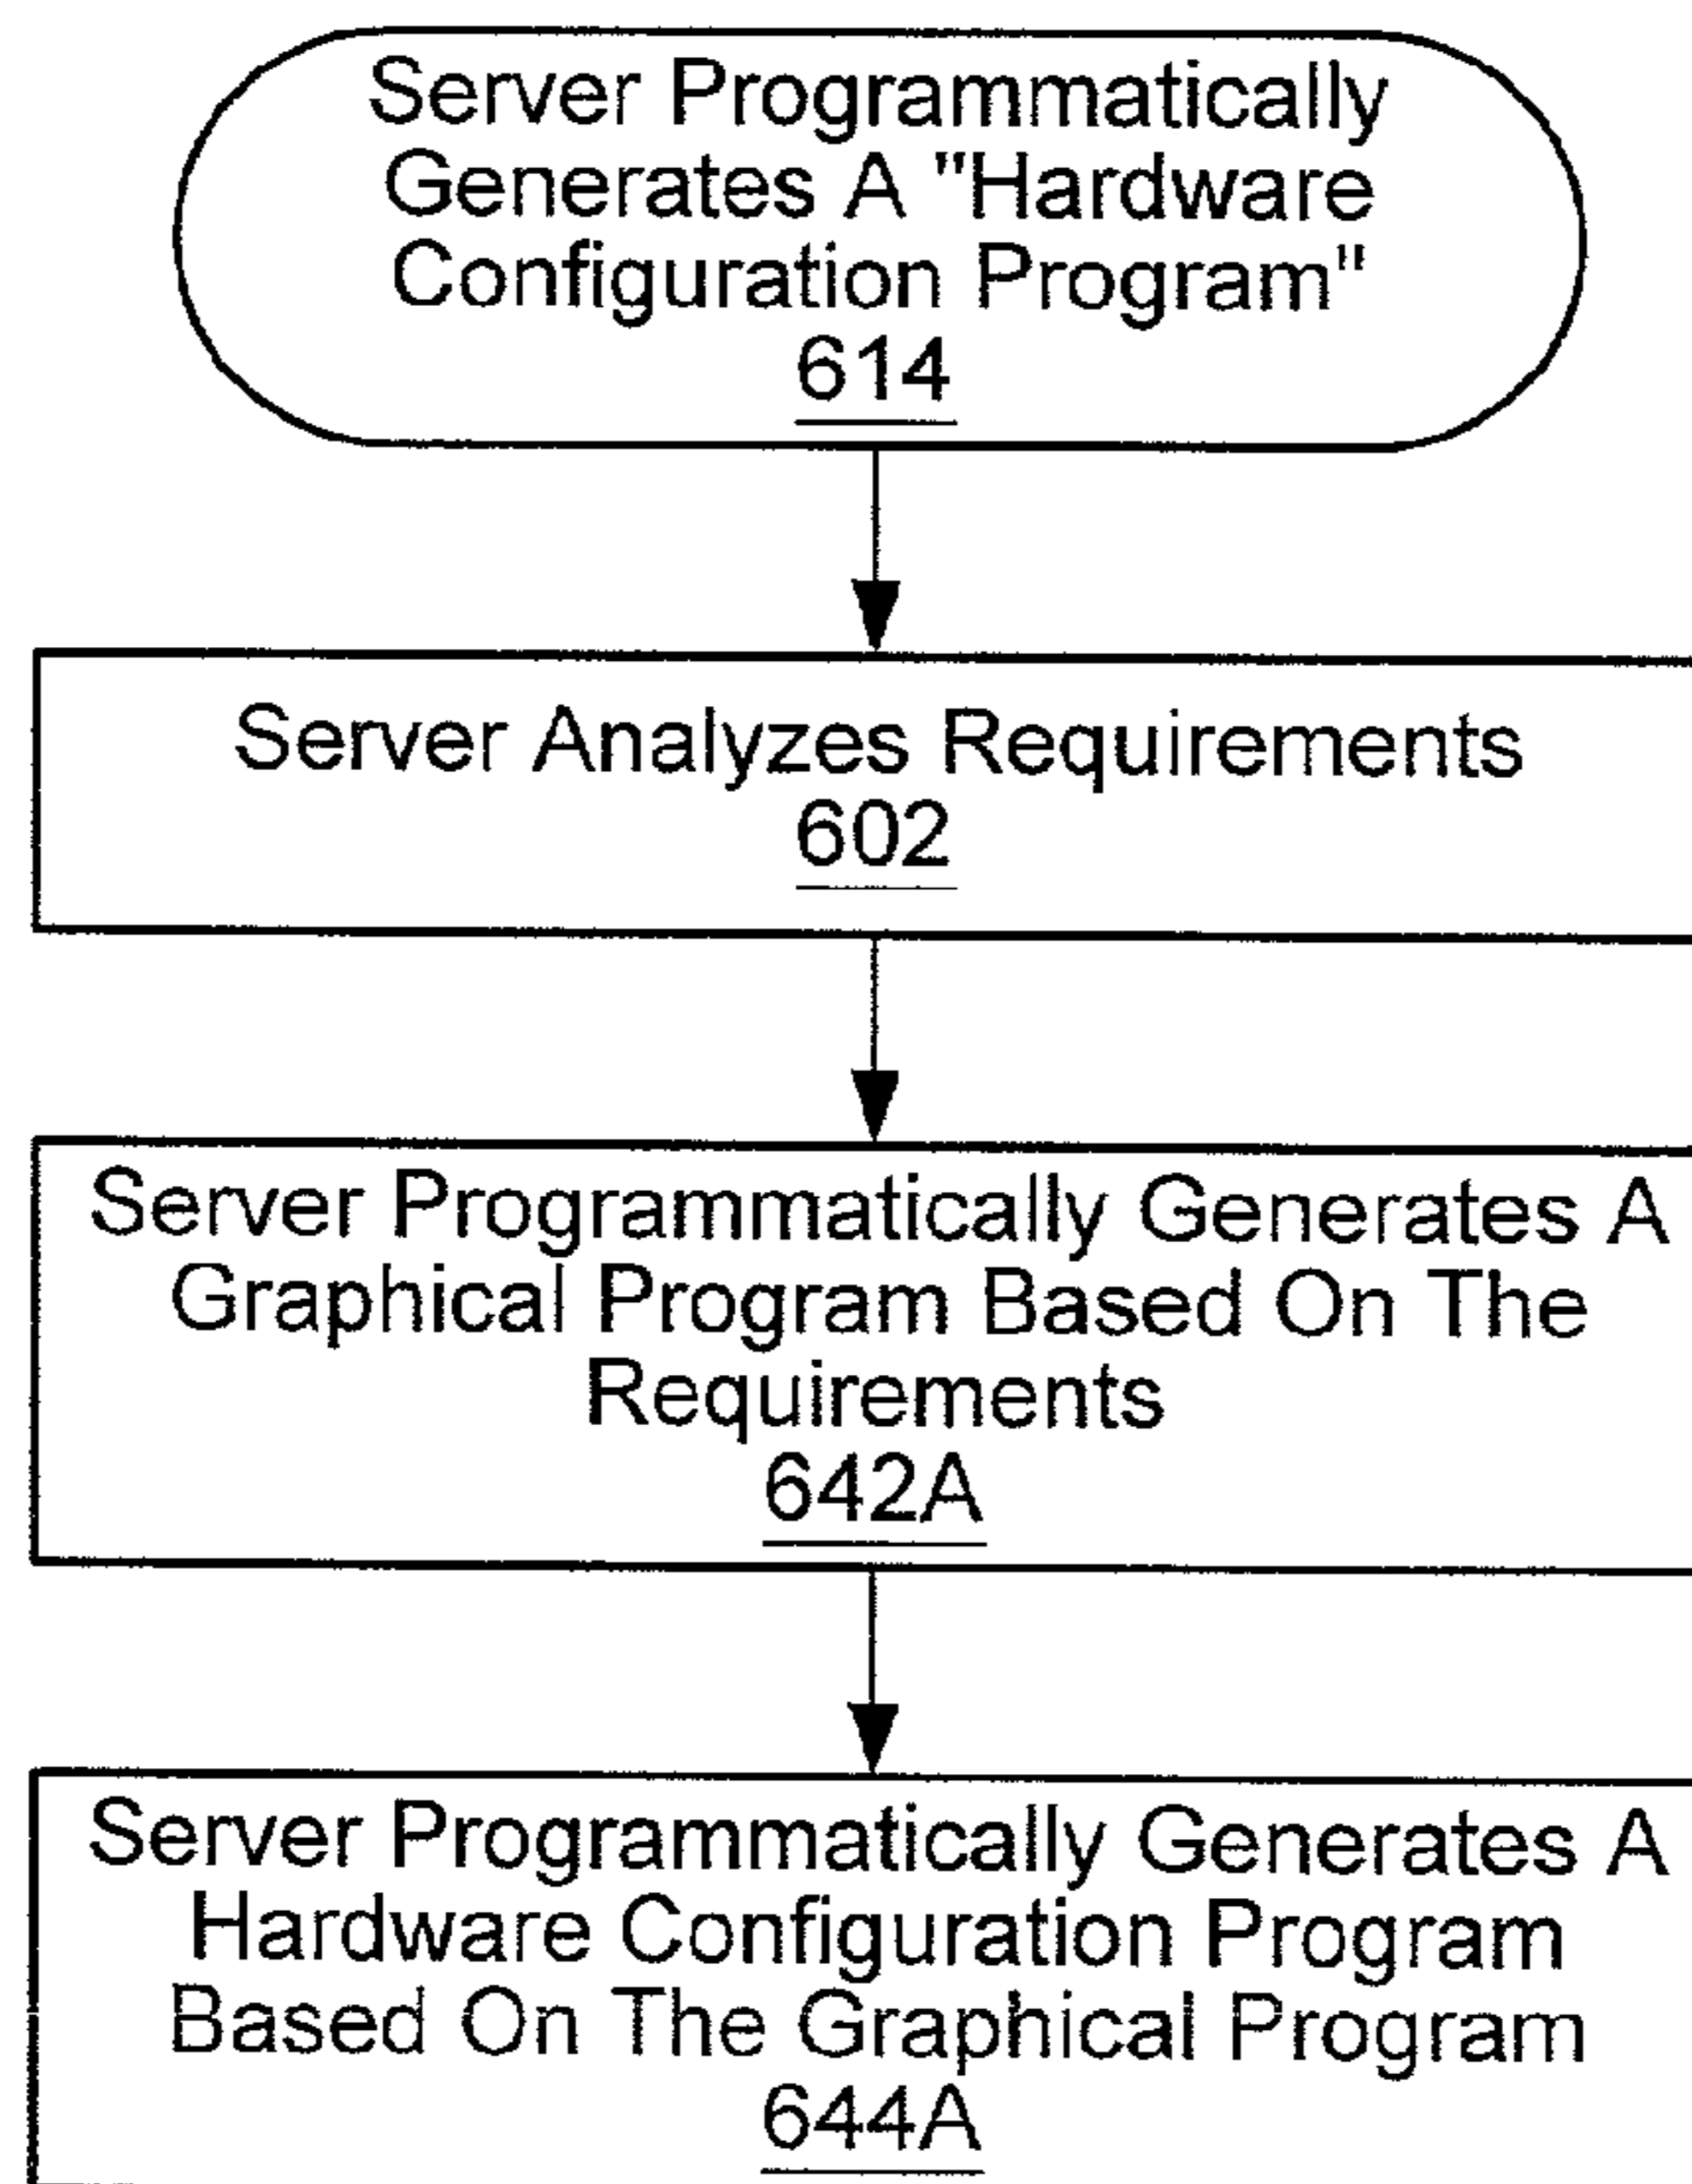 Server Programmatically
Generates A "Hardware
Configuration Program"
614
Server Analyzes Requirements
602
Server Programmatically Generates A
Graphical Program Based On The
Requirements
642A
Server Programmatically Generates A
Hardware Configuration Program
Based On The Graphical Program
644A